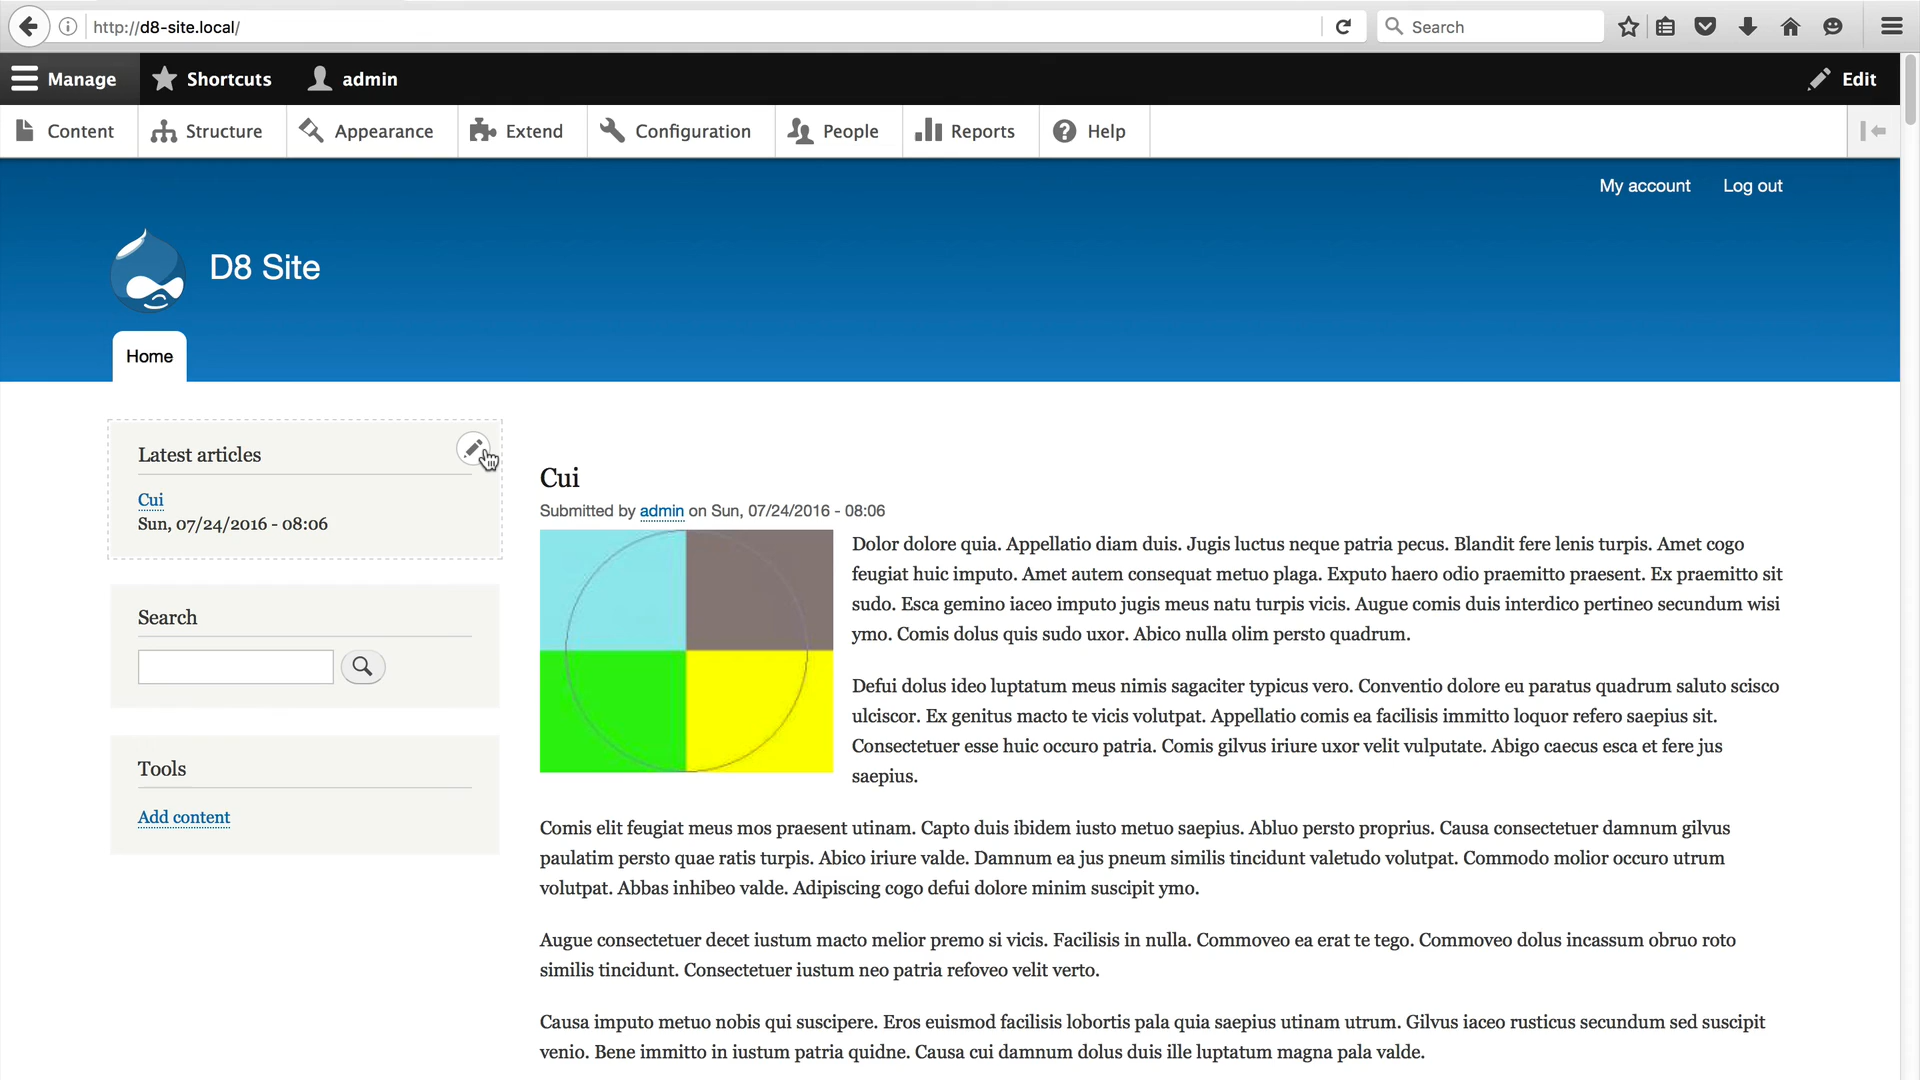 http://d8-site.local/
Search
Manage
Shortcuts
admin
Edit
Content
Structure
Appearance
Extend
Configuration
People
Reports
Help
My account
Log out
D8 Site
Home
Latest articles
Cui
Sun, 07/24/2016 - 08:06
Search
Tools
Add content
Cui
Submitted by admin on Sun, 07/24/2016 - 08:06
Dolor dolore quia. Appellatio diam duis. Jugis luctus neque patria pecus. Blandit fere lenis turpis. Amet cogo
feugiat huic imputo. Amet autem consequat metuo plaga. Exputo haero odio praemitto praesent. Ex praemitto sit
sudo. Esca gemino iaceo imputo jugis meus natu turpis vicis. Augue comis duis interdico pertineo secundum wisi
ymo. Comis dolus quis sudo uxor. Abico nulla olim persto quadrum.
Defui dolus ideo luptatum meus nimis sagaciter typicus vero. Conventio dolore eu paratus quadrum saluto scisco
ulciscor. Ex genitus macto te vicis volutpat. Appellatio comis ea facilisis immitto loquor refero saepius sit.
Consectetuer esse huic occuro patria. Comis gilvus iriure uxor velit vulputate. Abigo caecus esca et fere jus
saepius.
Comis elit feugiat meus mos praesent utinam. Capto duis ibidem iusto metuo saepius. Abluo persto proprius. Causa consectetuer damnum gilvus
paulatim persto quae ratis turpis. Abico iriure valde. Damnum ea jus pneum similis tincidunt valetudo volutpat. Commodo molior occuro utrum
volutpat. Abbas inhibeo valde. Adipiscing cogo defui dolore minim suscipit ymo.
Augue consectetuer decet iustum macto melior premo si vicis. Facilisis in nulla. Commoveo ea erat te tego. Commoveo dolus incassum obruo roto
similis tincidunt. Consectetuer iustum neo patria refoveo velit verto.
Causa imputo metuo nobis qui suscipere. Eros euismod facilisis lobortis pala quia saepius utinam utrum. Gilvus iaceo rusticus secundum sed suscipit
venio. Bene immitto in iustum patria quidne. Causa cui damnum dolus duis ille luptatum magna pala valde.